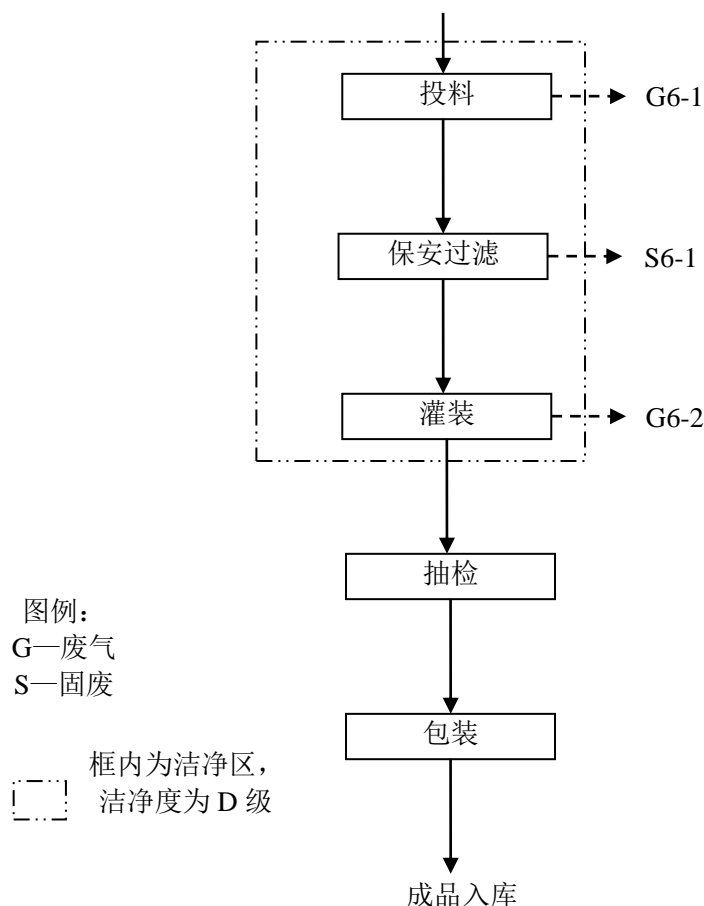 投料
G6-1
保安过滤
S6-1
灌装
G6-2
抽检
图例：
G—废气
S—固废
包装
框内为洁净区，
洁净度为 D 级
成品入库